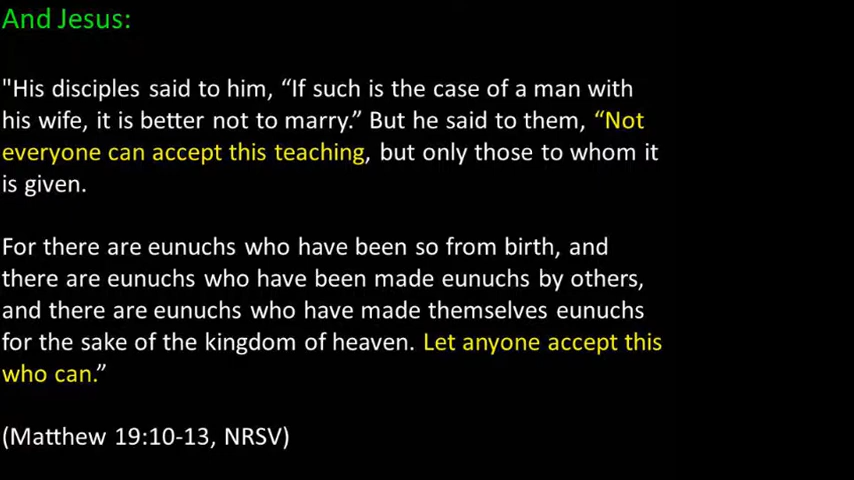 And Jesus:
"His disciples said to him, “If such is the case of a man with
his wife, it is better not to marry.” But he said to them, “Not
everyone can accept this teaching, but only those to whom it
is given.
For there are eunuchs who have been so from birth, and
there are eunuchs who have been made eunuchs by others,
and there are eunuchs who have made themselves eunuchs
for the sake of the kingdom of heaven. Let anyone accept this
who can.”
(Matthew 19:10-13, NRSV)